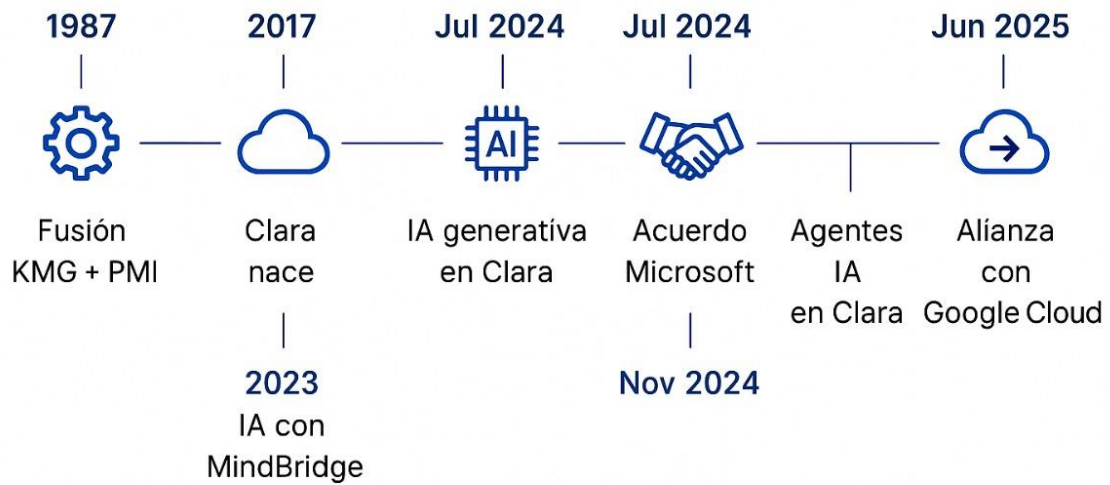 1987
Fusión
KMG + PMI
2017
Clara
nace
2023
IA con
MindBridge
Jul 2024
AI
IA generativa
en Clara
Jul 2024
Acuerdo
Microsoft
Nov 2024
Agentes
IA
en Clara
Jun 2025
Alíanza
con
Google Cloud